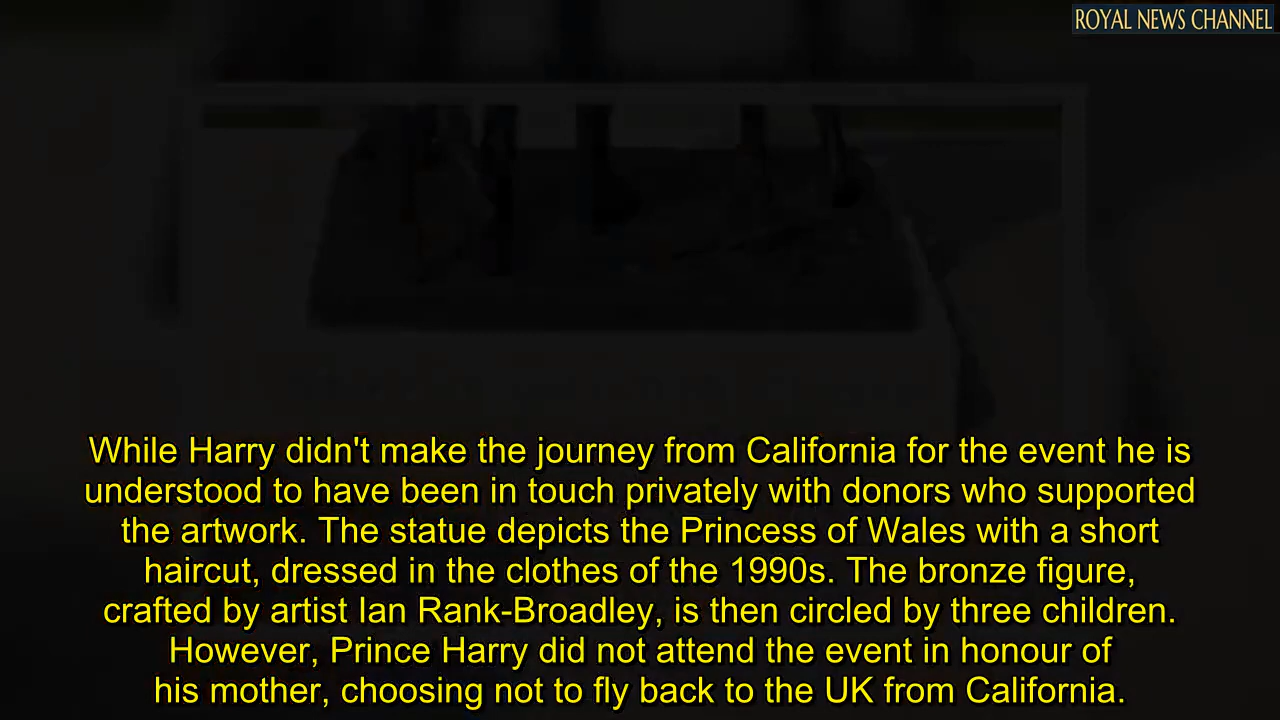 ROYAL NEWS CHANNEL
While Harry didn't make the journey from California for the event he is
understood to have been in touch privately with donors who supported
the artwork. The statue depicts the Princess of Wales with a short
haircut, dressed in the clothes of the 1990s. The bronze figure,
crafted by artist Ian Rank-Broadley, is then circled by three children.
However, Prince Harry did not attend the event in honour of
his mother, choosing not to fly back to the UK from California.